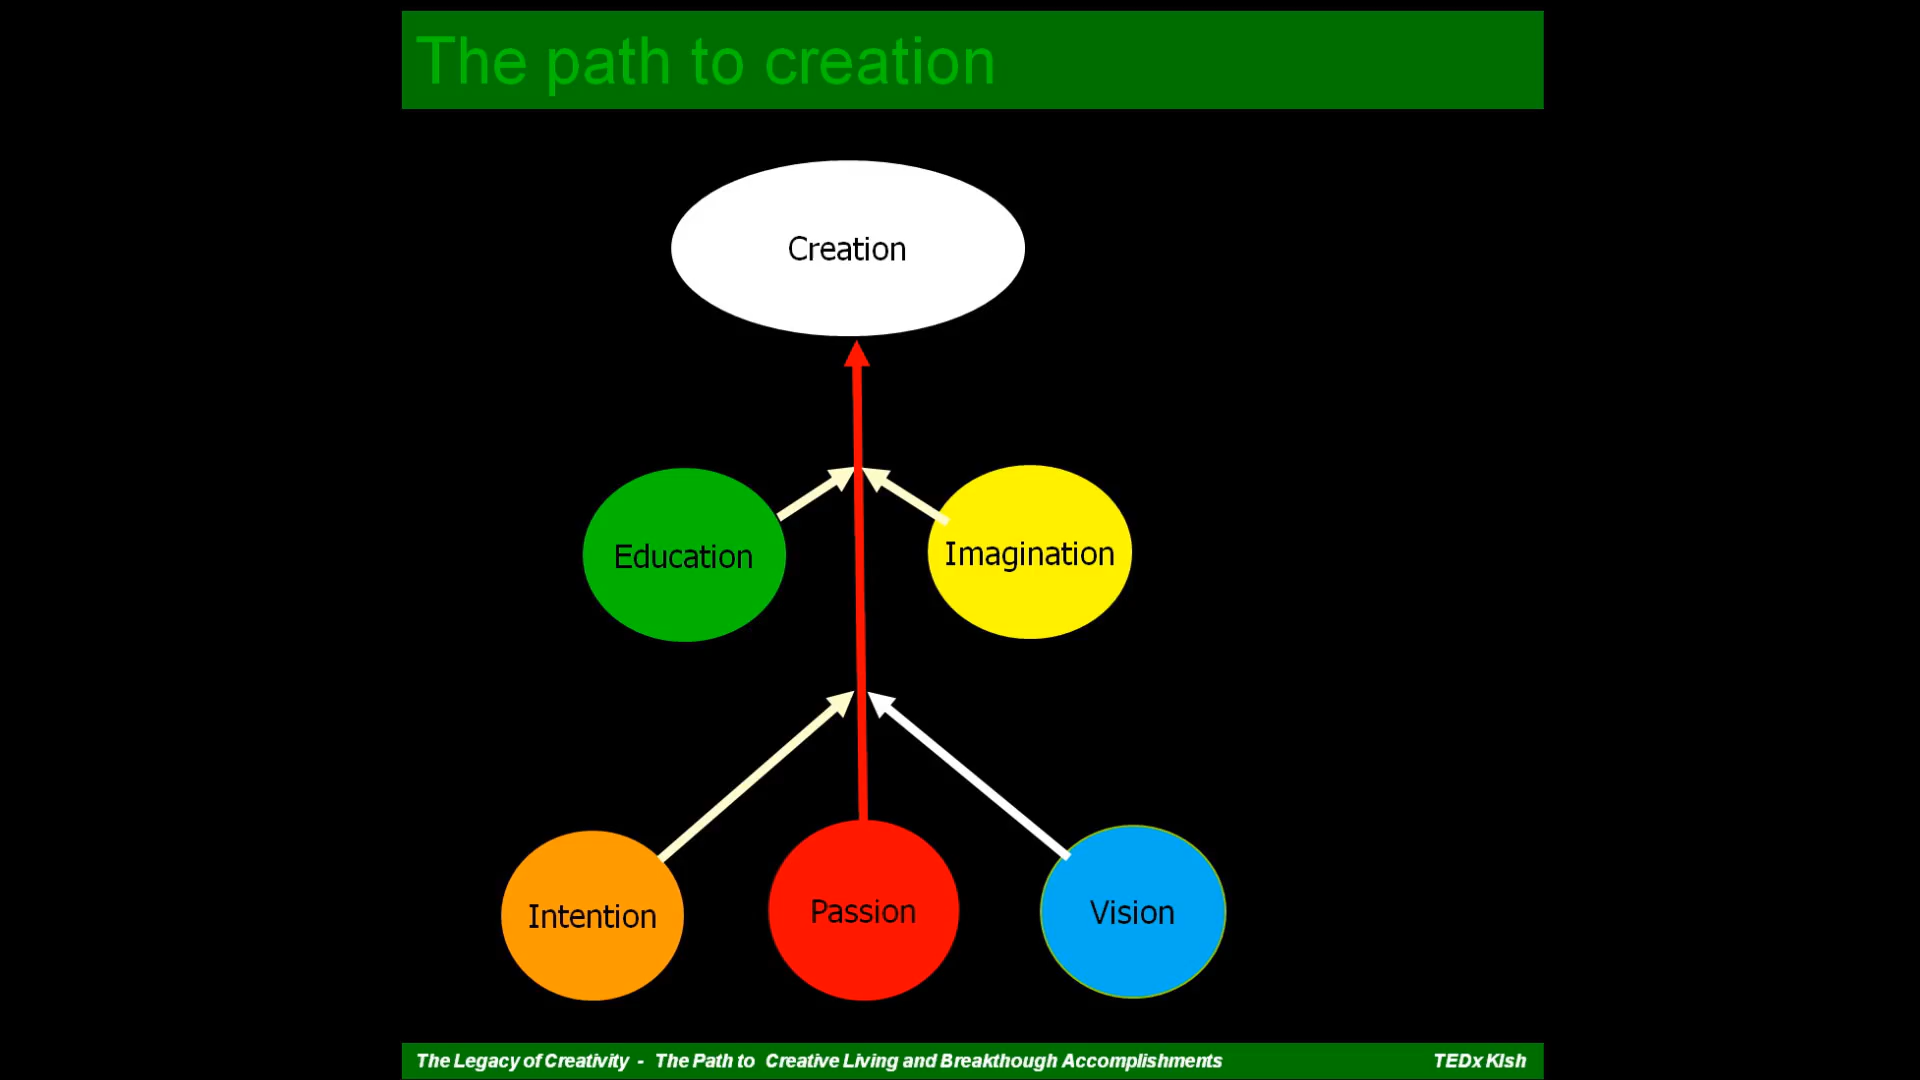 The path to creation
Creation
Education
Imagination
Intention
Passion
Vision
The Legacy of Creativity - The Path to Creative Living and Breakthough Accomplishments
TEDx KIsh